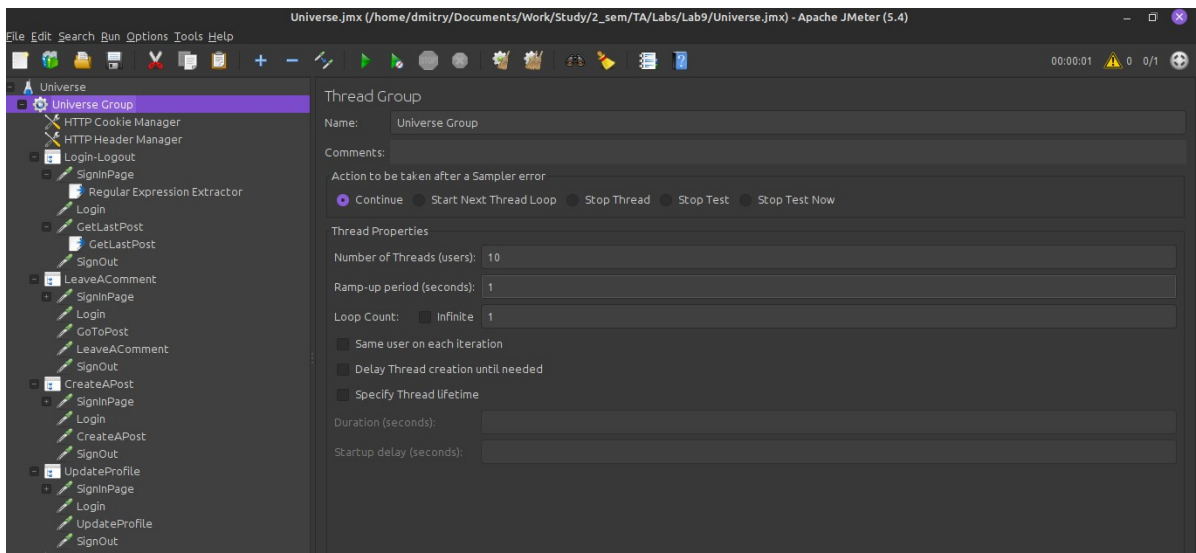 Universe.jmx (/home/dmitry/Documents/Work/Study/2_sem/TA/Labs/Lab9/Universe.jmx) - Apache JMeter (5.4)
File Edit Search Run Options Tools Help
00:00:01 0 0/1
Universe
Universe Group
HTTP Cookie Manager
HTTP Header Manager
Login-Logout
SignInPage
Regular Expression Extractor
Login
GetLastPost
GetLastPost
SignOut
LeaveAComment
SignInPage
Login
GoToPost
LeaveAComment
SignOut
CreateAPost
SignInPage
Login
CreateAPost
SignOut
UpdateProfile
SignInPage
Login
UpdateProfile
SignOut
Thread Group
Name: Universe Group
Comments:
Action to be taken after a Sampler error
Continue Start Next Thread Loop Stop Thread Stop Test Stop Test Now
Thread Properties
Number of Threads (users): 10
Ramp-up period (seconds): 1
Loop Count: Infinite 1
Same user on each iteration
Delay Thread creation until needed
Specify Thread lifetime
Duration (seconds):
Startup delay (seconds):